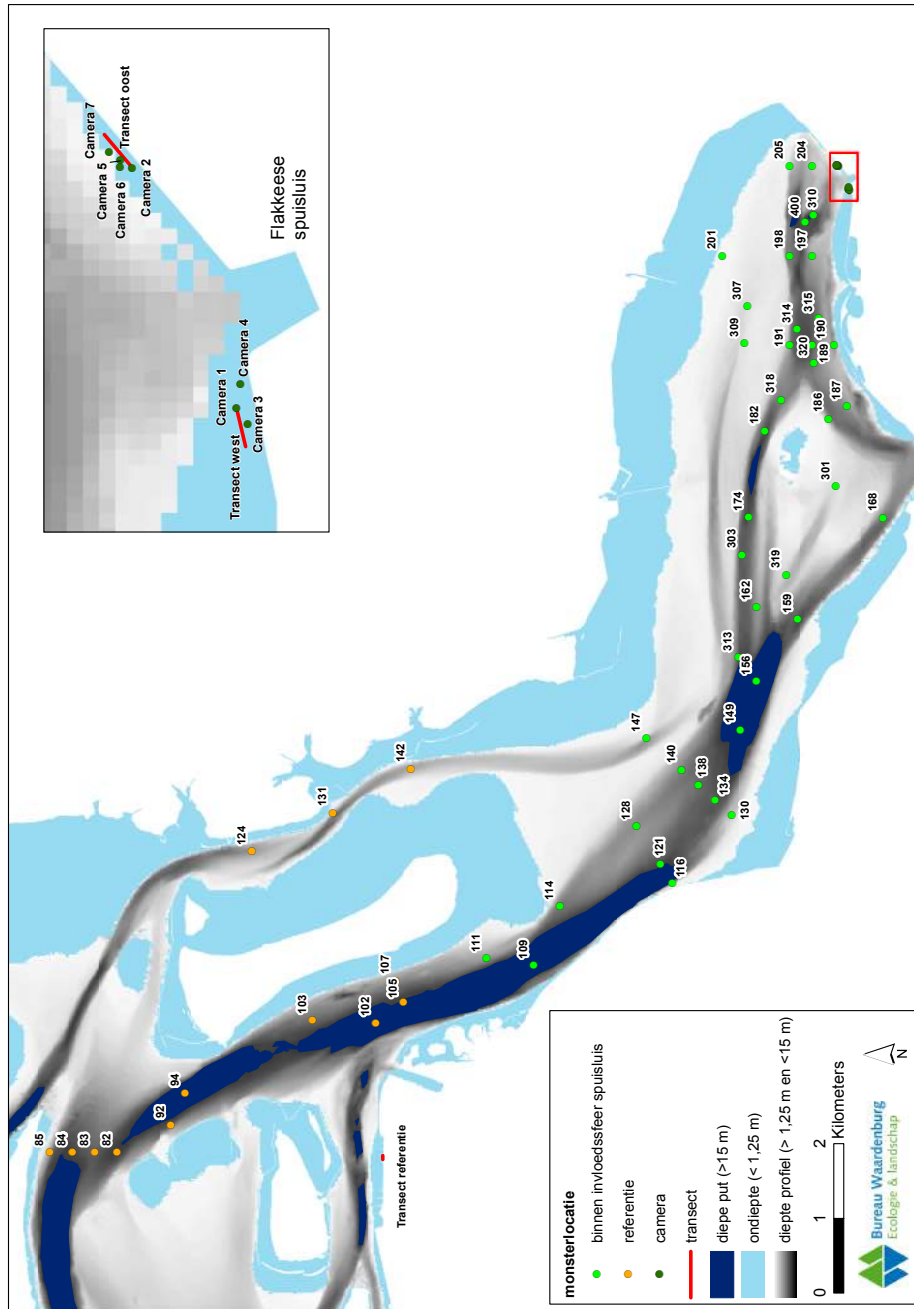 85
84
83
82
92
94
103
102
105
107
111
109
114
124
131
142
116
121
128
130
134
138
140
147
149
156
313
159
162
319
303
174
168
301
182
318
186
187
309
307
201
191
314
320
189
190
315
198
197
400
310
205
204
Transect referentie
Camera 7
Camera 5
Transect oost
Camera 6
Camera 2
Flakkeese
spuisluis
Camera 4
Camera 1
Camera 3
Transect west
monsterlocatie
binnen invloedssfeer spuisluis
referentie
camera
transect
diepe put (>15 m)
ondiepte (< 1,25 m)
diepte profiel (> 1,25 m en <15 m)
0 1 2
Kilometers
N
Bureau Waardenburg
Ecologie & landschap